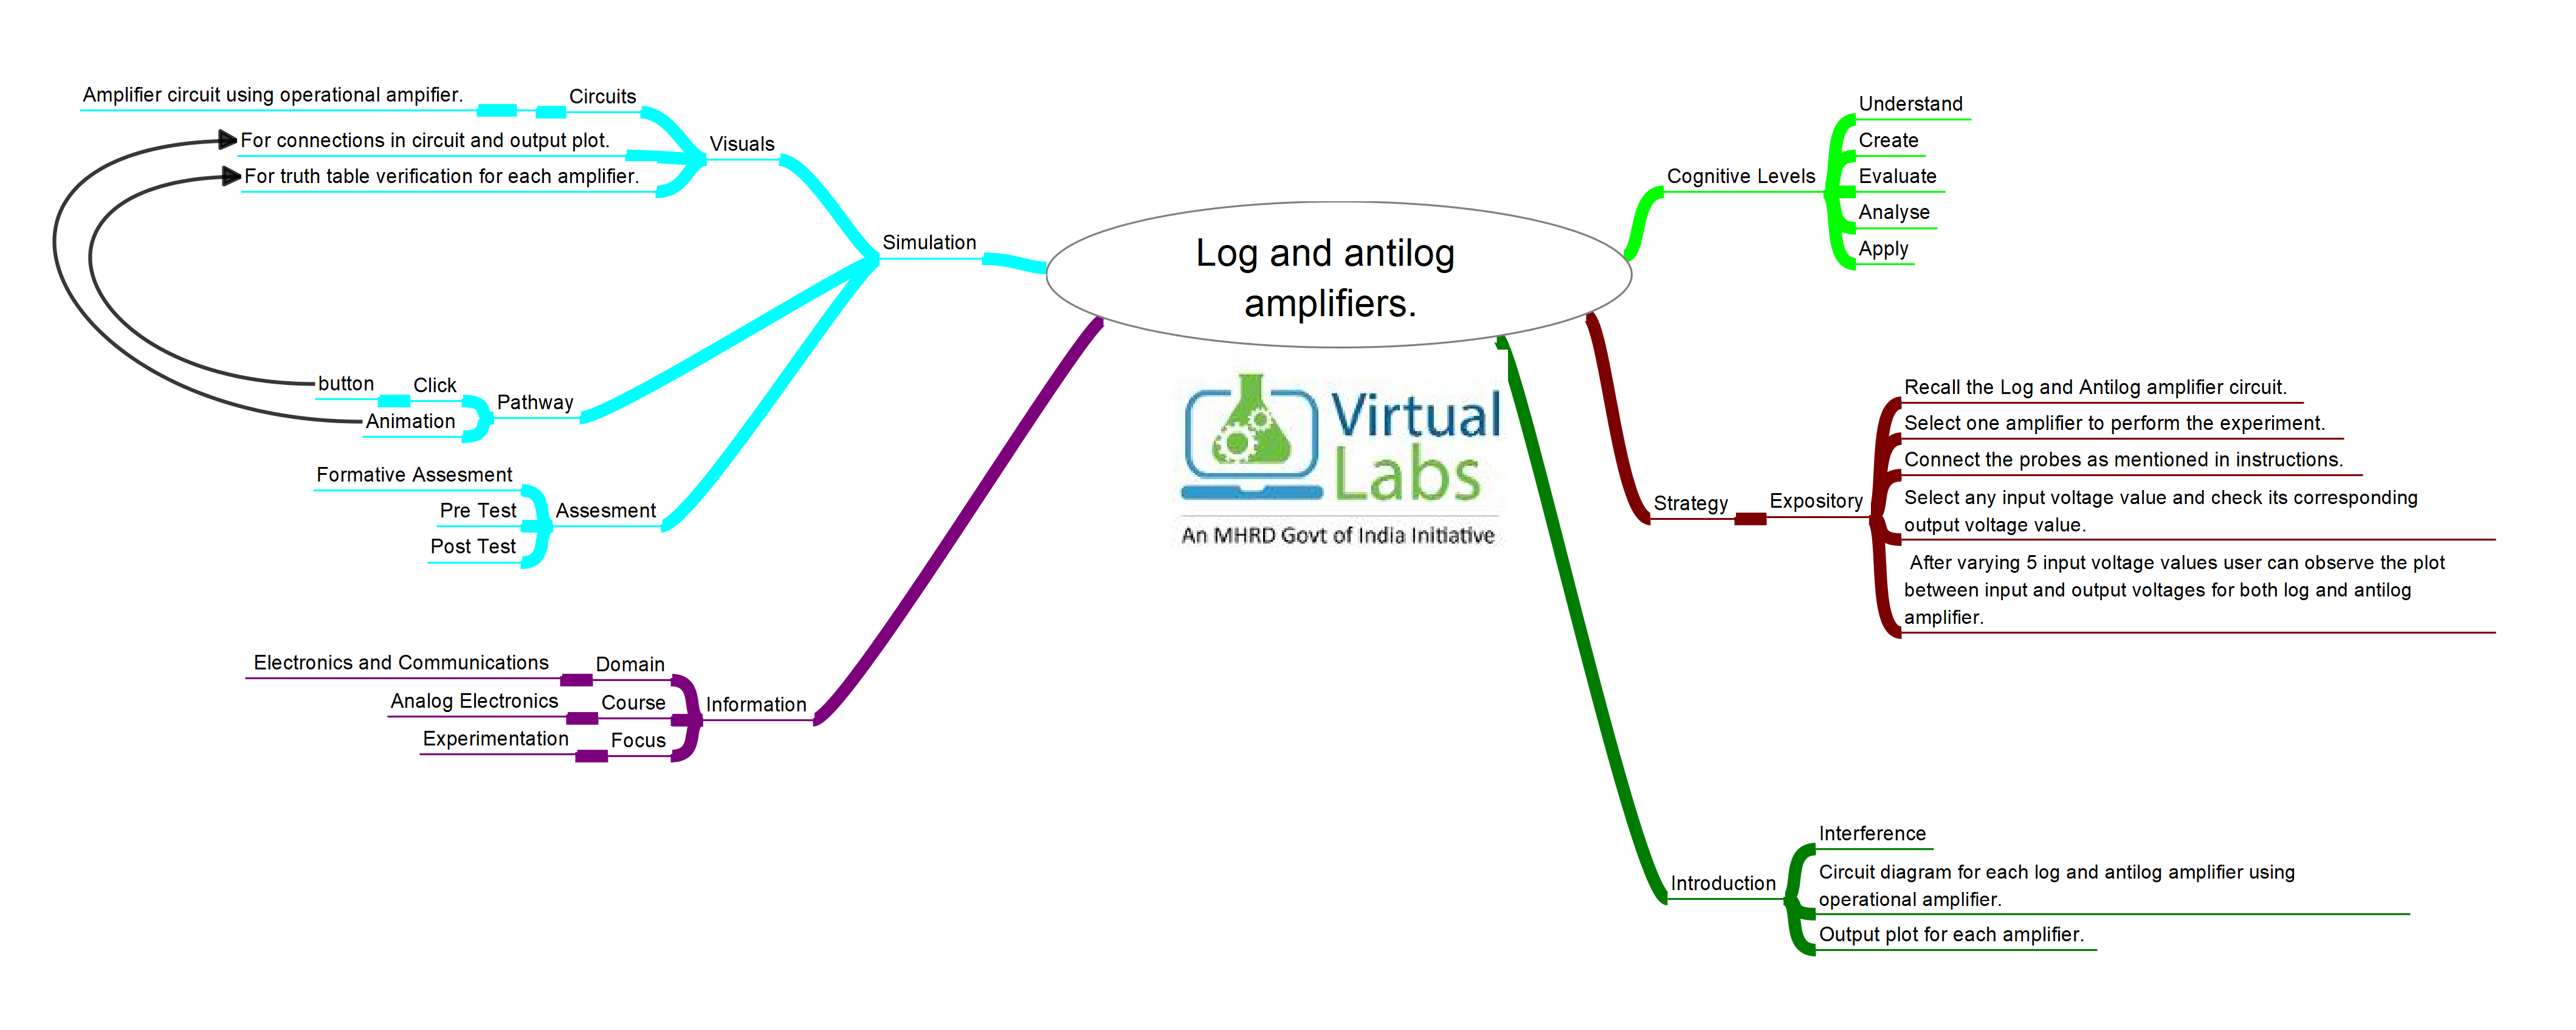 Log and antilog
amplifiers.
Virtual
Labs
An MHRD Govt of India Initiative
Simulation
Visuals
Circuits
Amplifier circuit using operational ampifier.
For connections in circuit and output plot.
For truth table verification for each amplifier.
Pathway
Click
button
Animation
Assesment
Formative Assesment
Pre Test
Post Test
Information
Domain
Electronics and Communications
Course
Analog Electronics
Focus
Experimentation
Cognitive Levels
Understand
Create
Evaluate
Analyse
Apply
Strategy
Expository
Recall the Log and Antilog amplifier circuit.
Select one amplifier to perform the experiment.
Connect the probes as mentioned in instructions.
Select any input voltage value and check its corresponding
output voltage value.
After varying 5 input voltage values user can observe the plot
between input and output voltages for both log and antilog
amplifier.
Introduction
Interference
Circuit diagram for each log and antilog amplifier using
operational amplifier.
Output plot for each amplifier.